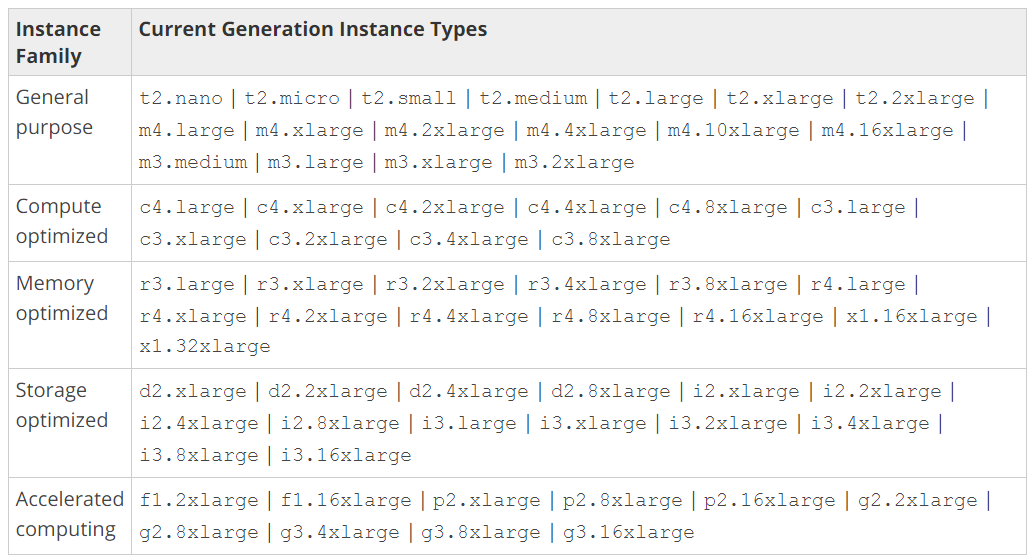 Instance Family
Current Generation Instance Types
General purpose
t2.nano | t2.micro | t2.small | t2.medium | t2.large | t2.xlarge | t2.2xlarge |
m4.large | m4.xlarge | m4.2xlarge | m4.4xlarge | m4.10xlarge | m4.16xlarge |
m3.medium | m3.large | m3.xlarge | m3.2xlarge
Compute optimized
c4.large | c4.xlarge | c4.2xlarge | c4.4xlarge | c4.8xlarge | c3.large |
c3.xlarge | c3.2xlarge | c3.4xlarge | c3.8xlarge
Memory optimized
r3.large | r3.xlarge | r3.2xlarge | r3.4xlarge | r3.8xlarge | r4.large |
r4.xlarge | r4.2xlarge | r4.4xlarge | r4.8xlarge | r4.16xlarge | x1.16xlarge |
x1.32xlarge
Storage optimized
d2.xlarge | d2.2xlarge | d2.4xlarge | d2.8xlarge | i2.xlarge | i2.2xlarge |
i2.4xlarge | i2.8xlarge | i3.large | i3.xlarge | i3.2xlarge | i3.4xlarge |
i3.8xlarge | i3.16xlarge
Accelerated computing
f1.2xlarge | f1.16xlarge | p2.xlarge | p2.8xlarge | p2.16xlarge | g2.2xlarge |
g2.8xlarge | g3.4xlarge | g3.8xlarge | g3.16xlarge